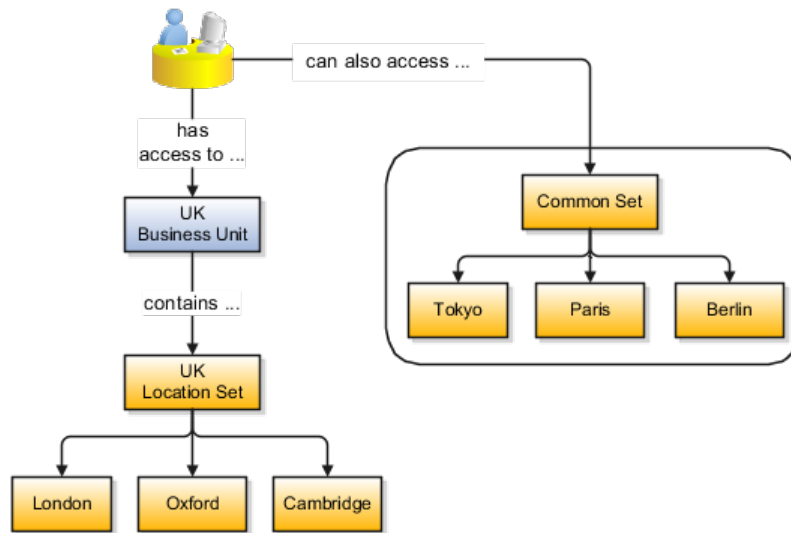 can also access ...
has
access to ...
UK
Business Unit
Common Set
Tokyo
Paris
Berlin
contains ...
UK
Location Set
London
Oxford
Cambridge